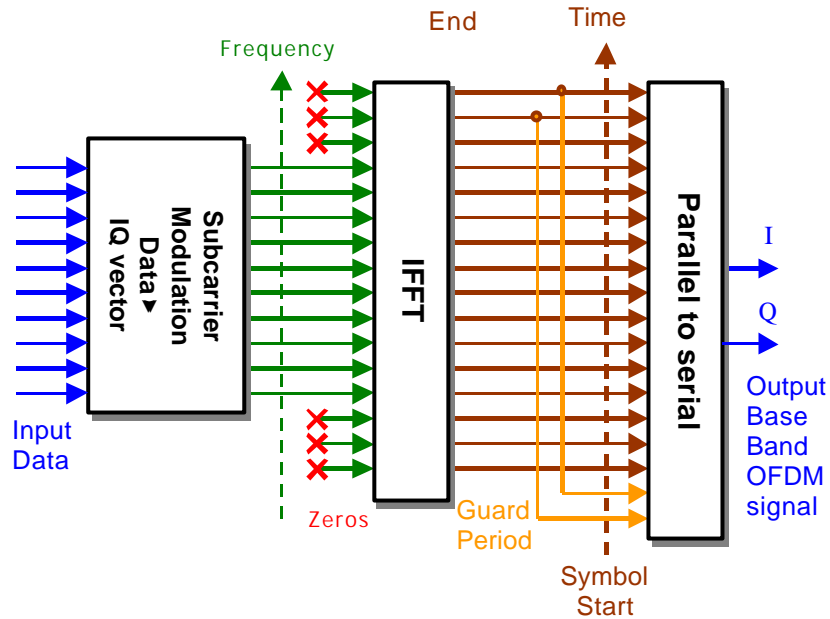 End
Time
Frequency
Subcarrier
Modulation
Data ▸
IQ vector
IFFT
Parallel to serial
I
Q
Input
Data
Zeros
Guard
Period
Symbol
Start
Output
Base
Band
OFDM
signal